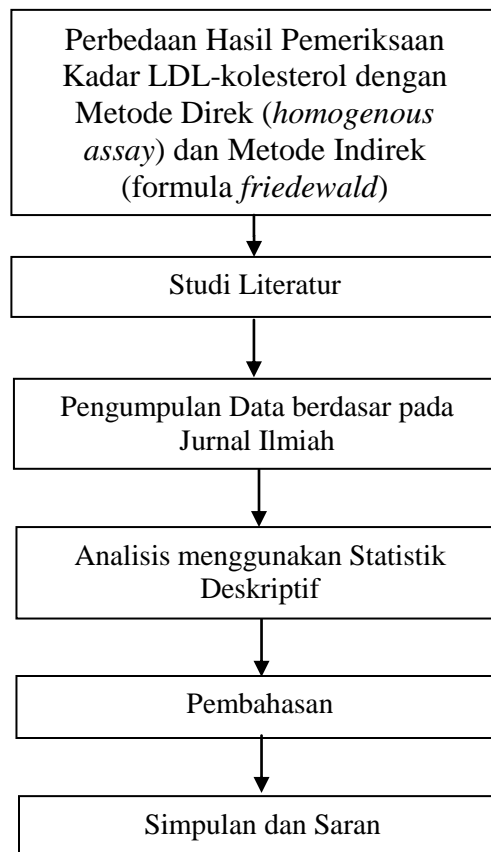 Perbedaan Hasil Pemeriksaan
Kadar LDL-kolesterol dengan
Metode Direk (homogenous
assay) dan Metode Indirek
(formula friedewald)
Studi Literatur
Pengumpulan Data berdasar pada
Jurnal Ilmiah
Analisis menggunakan Statistik
Deskriptif
Pembahasan
Simpulan dan Saran